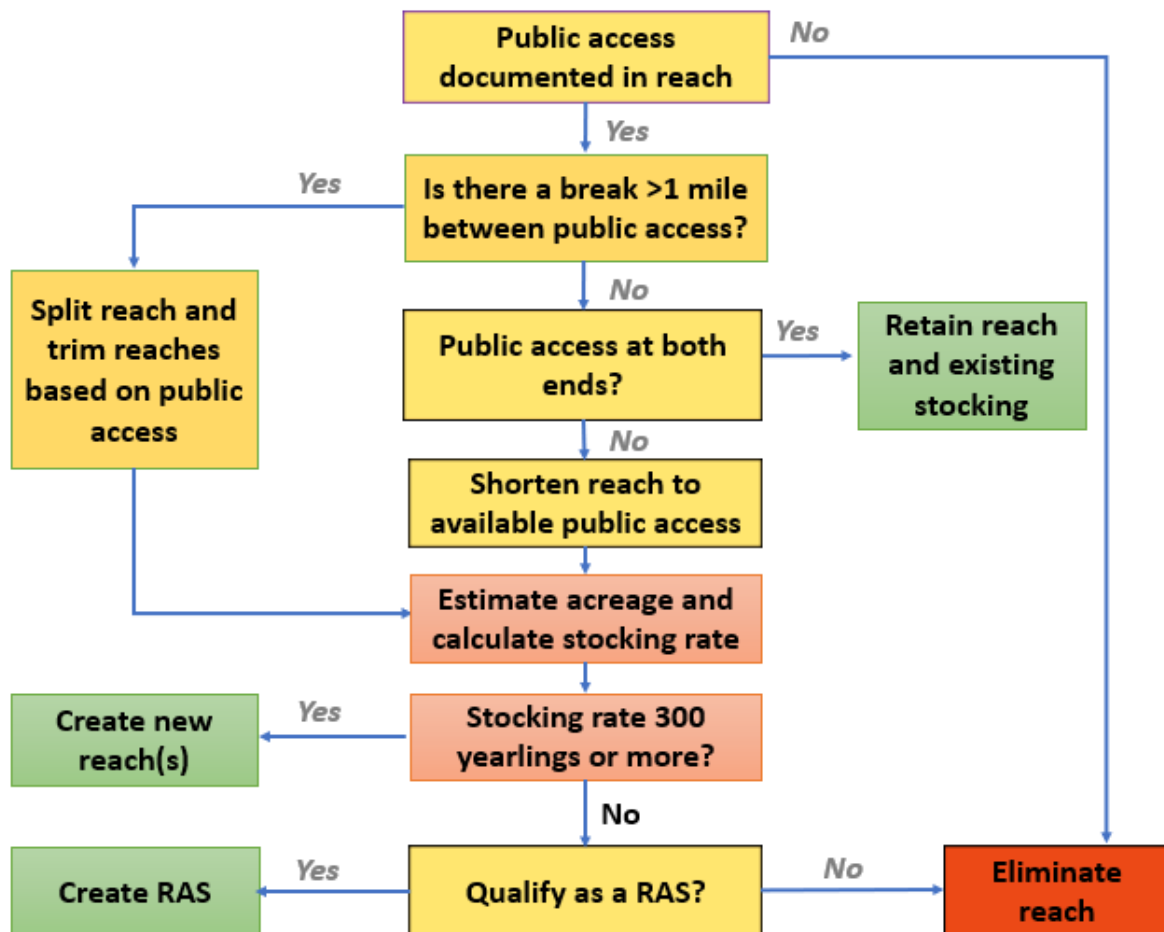 Public access
documented in reach
No
Yes
Is there a break >1 mile
between public access?
Yes
No
Split reach and
trim reaches
based on public
access
Public access at both
ends?
Yes
Retain reach
and existing
stocking
No
Shorten reach to
available public access
Estimate acreage and
calculate stocking rate
Stocking rate 300
yearlings or more?
Yes
Create new
reach(s)
No
Qualify as a RAS?
Yes
Create RAS
No
Eliminate
reach